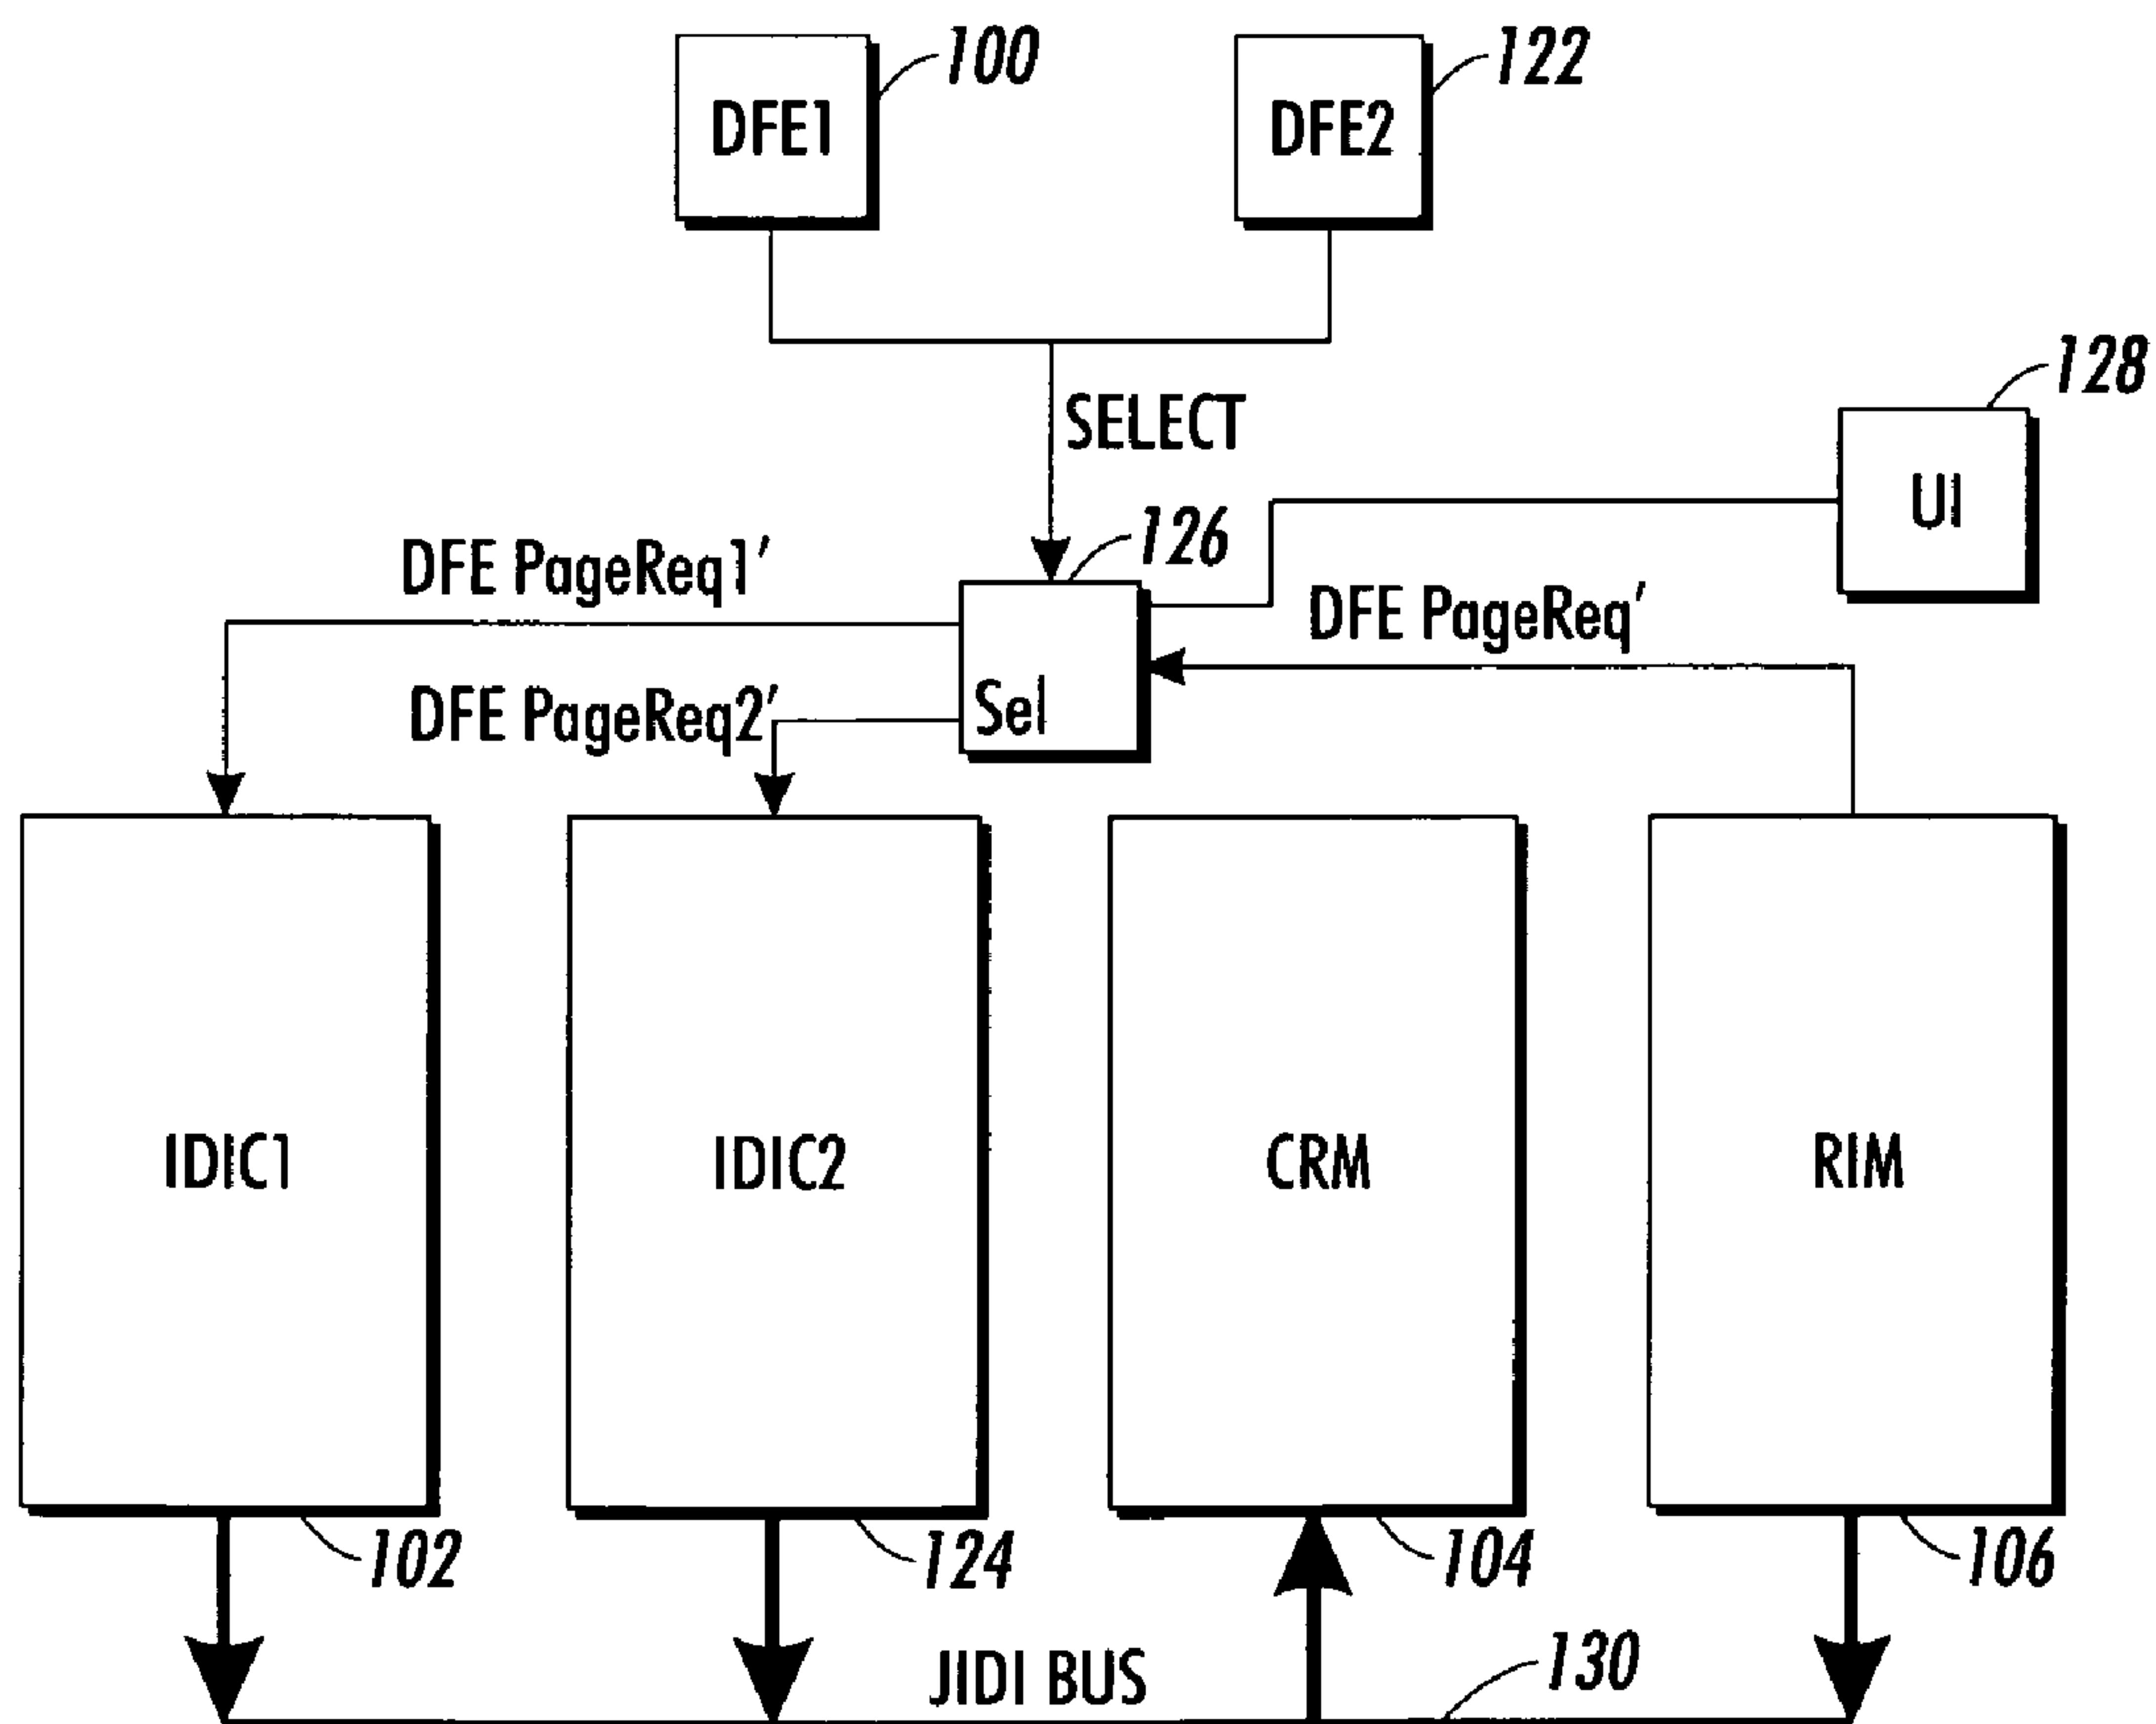 100
122
DFE1
DFE2
128
SELECT
UI
126
DFE PageReq1'
DFE PageReq'
DFE PageReq2'
Sel
IDIC1
IDIC2
CRM
RIM
102
124
104
106
JIDI BUS
130